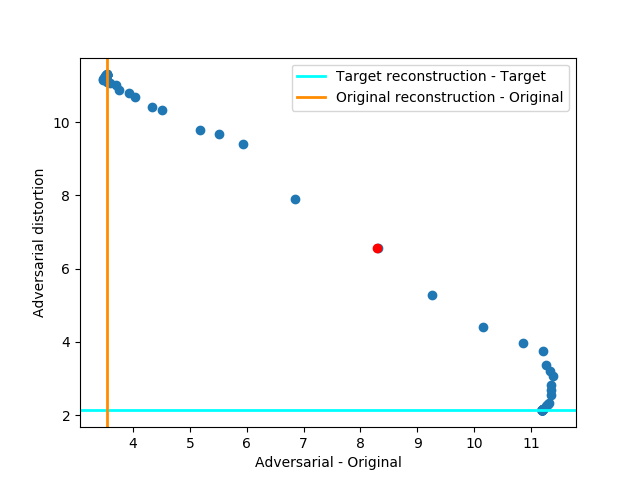 Target reconstruction - Target
Original reconstruction - Original
10
8
6
4
2
Adversarial distortion
4 5 6 7 8 9 10 11
Adversarial - Original